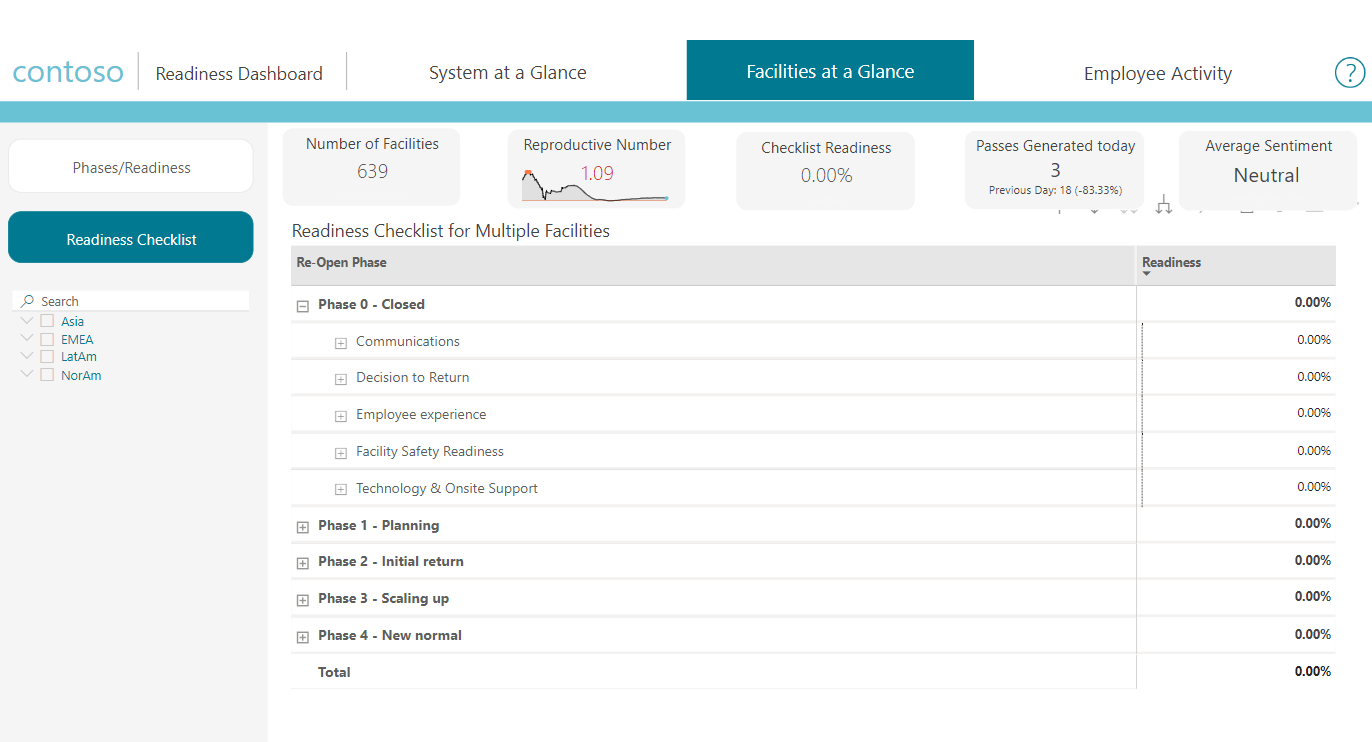 contoso
Readiness Dashboard
System at a Glance
Facilities at a Glance
Employee Activity
?
Phases/Readiness
Readiness Checklist
Search
Asia
EMEA
LatAm
NorAm
Number of Facilities
639
Reproductive Number
1.09
Checklist Readiness
0.00%
Passes Generated today
3
Previous Day: 18 (-83.33%)
Average Sentiment
Neutral
Readiness Checklist for Multiple Facilities
Re-Open Phase Readiness
Phase 0 - Closed 0.00%
Communications 0.00%
Decision to Return 0.00%
Employee experience 0.00%
Facility Safety Readiness 0.00%
Technology & Onsite Support 0.00%
Phase 1 - Planning 0.00%
Phase 2 - Initial return 0.00%
Phase 3 - Scaling up 0.00%
Phase 4 - New normal 0.00%
Total 0.00%